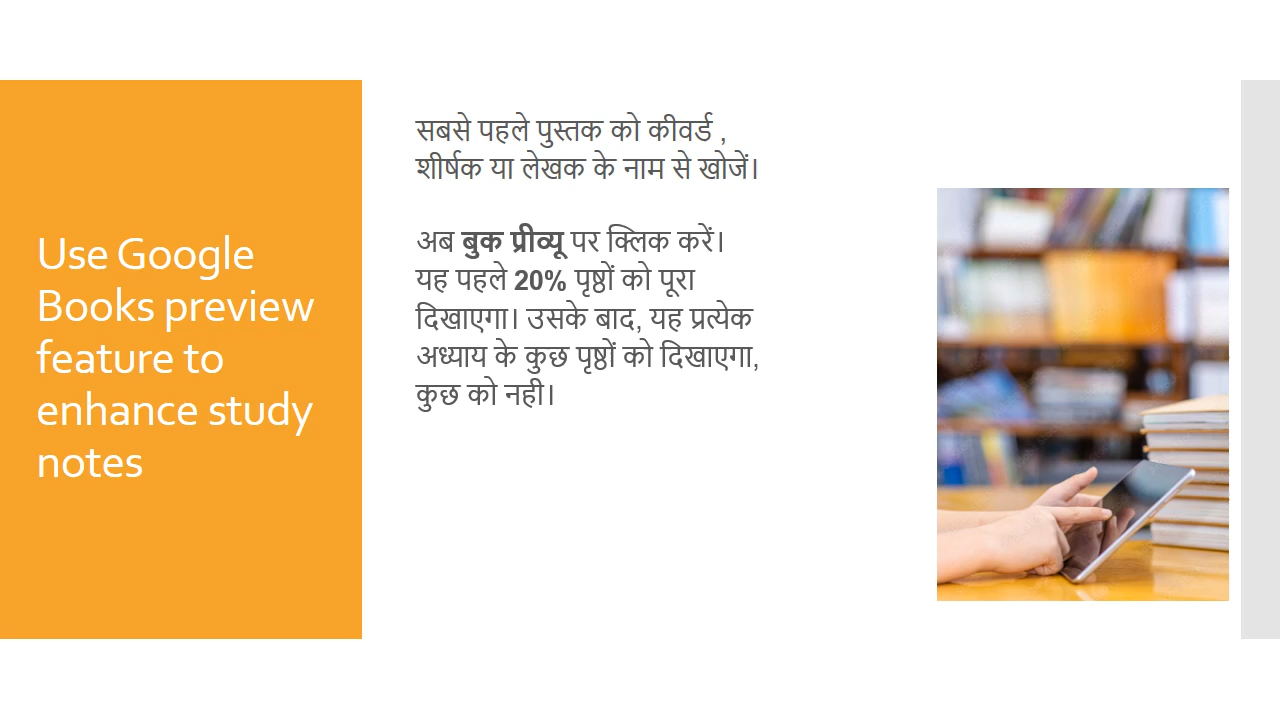 Use Google
Books preview
feature to
enhance study
notes
सबसे पहले पुस्तक को कीवर्ड ,
शीर्षक या लेखक के नाम से खोजें।
अब बुक प्रीव्यू पर क्लिक करें।
यह पहले 20% पृष्ठों को पूरा
दिखाएगा। उसके बाद, यह प्रत्येक
अध्याय के कुछ पृष्ठों को दिखाएगा,
कुछ को नही।